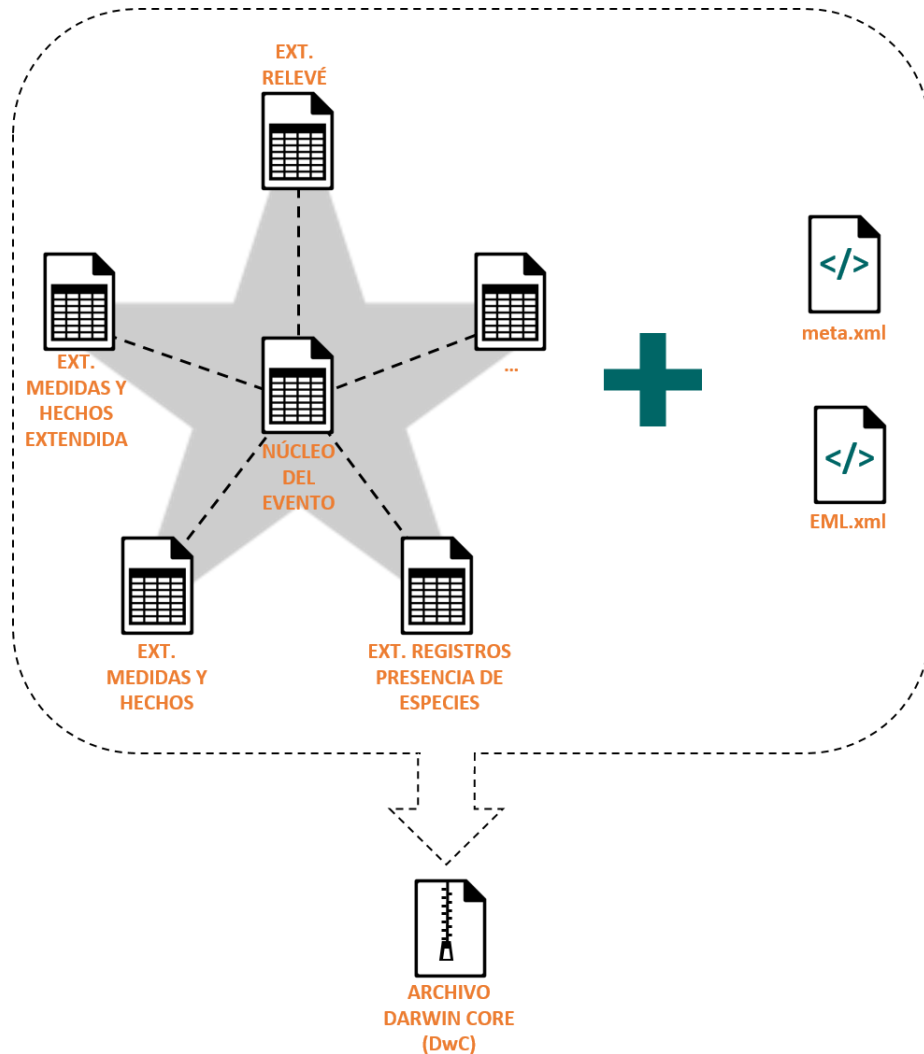 EXT.
RELEVÉ
EXT.
MEDIDAS Y
HECHOS
EXTENDIDA
...
NÚCLEO
DEL
EVENTO
EXT.
MEDIDAS Y
HECHOS
EXT. REGISTROS
PRESENCIA DE
ESPECIES
</>
meta.xml
</>
EML.xml
ARCHIVO
DARWIN CORE
(DwC)